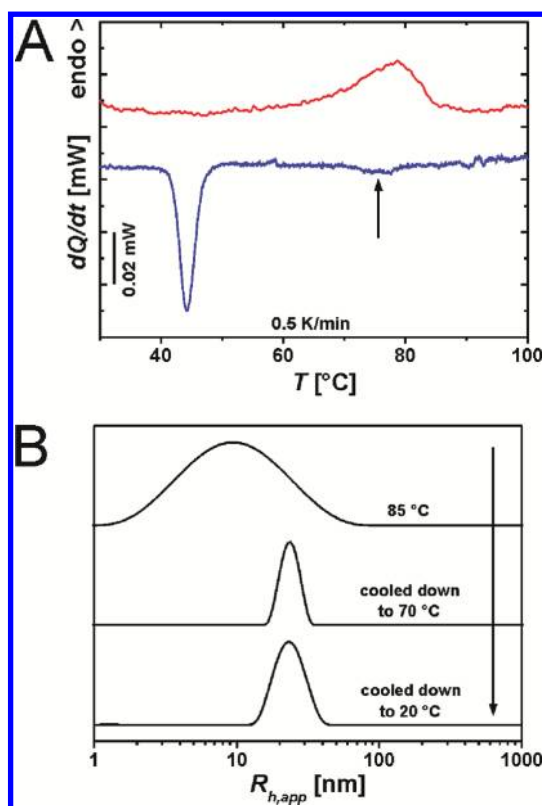 A
endo >
dQ/dt [mW]
0.02 mW
0.5 K/min
40 60 80 100
T [°C]
B
85 °C
cooled down
to 70 °C
cooled down
to 20 °C
1 10 100 1000
Rh,app [nm]